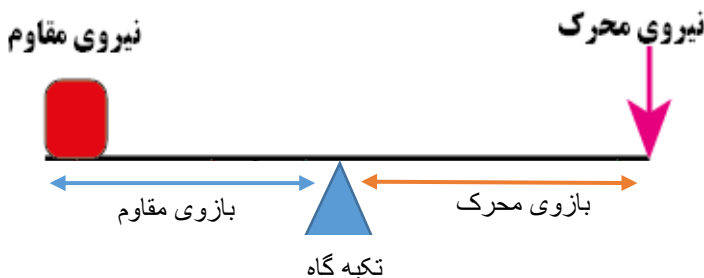 نیروی مقاوم
نیروی محرک
بازوی مقاوم
بازوی محرک
تکیه گاه